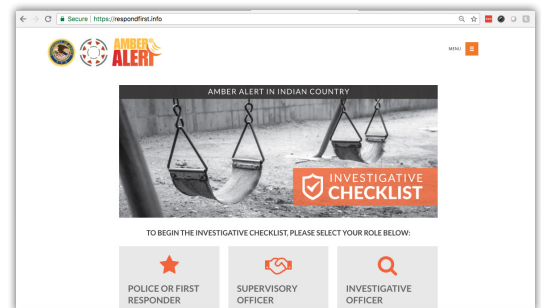 Secure | https://respondfirst.info
AMBER
ALERT
MENU
AMBER ALERT IN INDIAN COUNTRY
INVESTIGATIVE
CHECKLIST
TO BEGIN THE INVESTIGATIVE CHECKLIST, PLEASE SELECT YOUR ROLE BELOW:
POLICE OR FIRST
RESPONDER
SUPERVISORY
OFFICER
INVESTIGATIVE
OFFICER